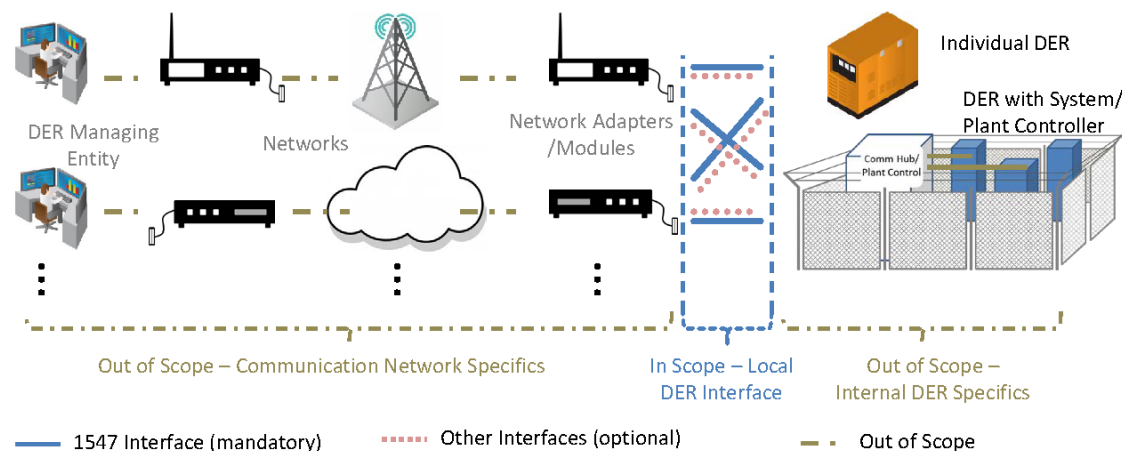 Individual DER
DER with System/
Plant Controller
DER Managing
Entity
Networks
Network Adapters
/Modules
Comm Hub/
Plant Control
Out of Scope – Communication Network Specifics
In Scope – Local
DER Interface
Out of Scope –
Internal DER Specifics
1547 Interface (mandatory)
Other Interfaces (optional)
Out of Scope